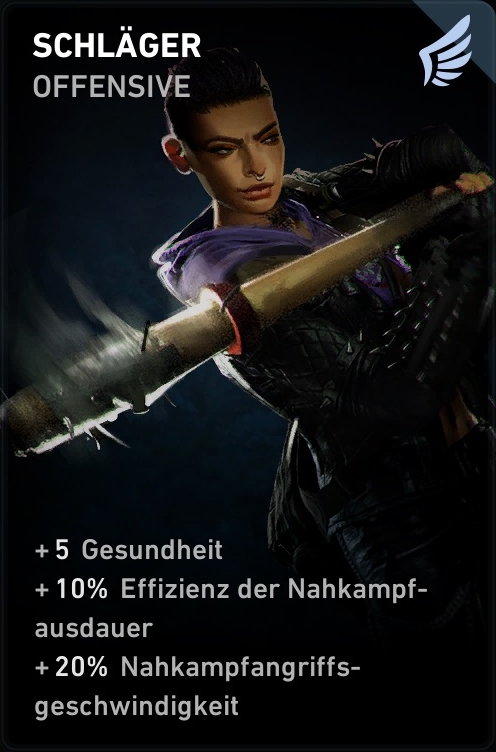 SCHLÄGER
OFFENSIVE
+ 5 Gesundheit
+ 10% Effizienz der Nahkampf-
ausdauer
+ 20% Nahkampfangriffs-
geschwindigkeit